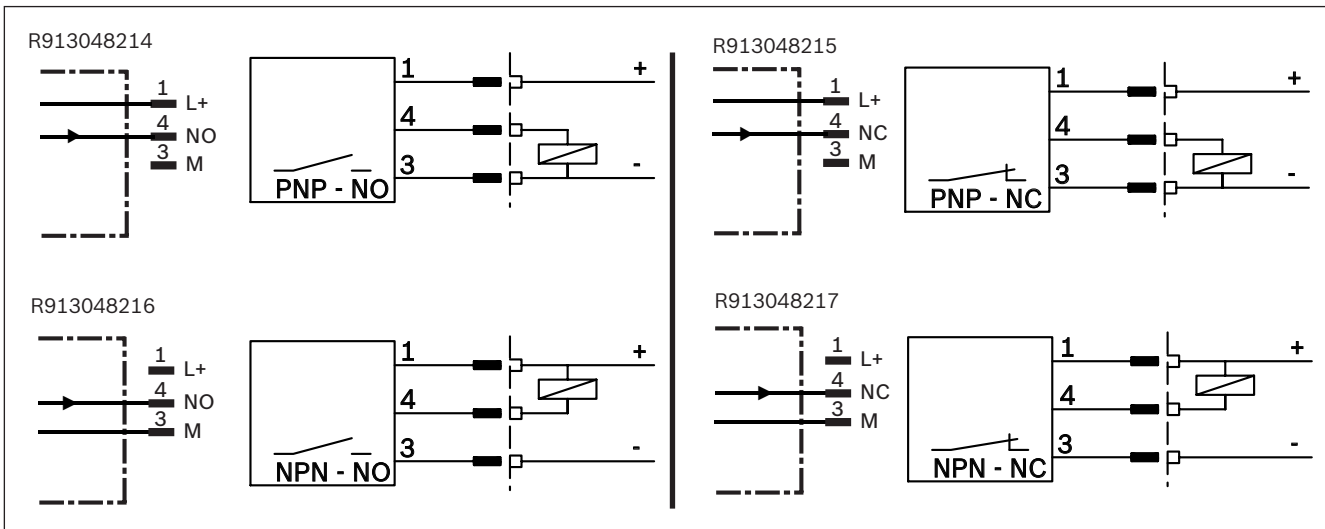 R913048214
1 L+
4 NO
3 M
1 +
4
3 -
PNP - NO
R913048215
1 L+
4 NC
3 M
1 +
4
3 -
PNP - NC
R913048216
1 L+
4 NO
3 M
1 +
4
3 -
NPN - NO
R913048217
1 L+
4 NC
3 M
1 +
4
3 -
NPN - NC